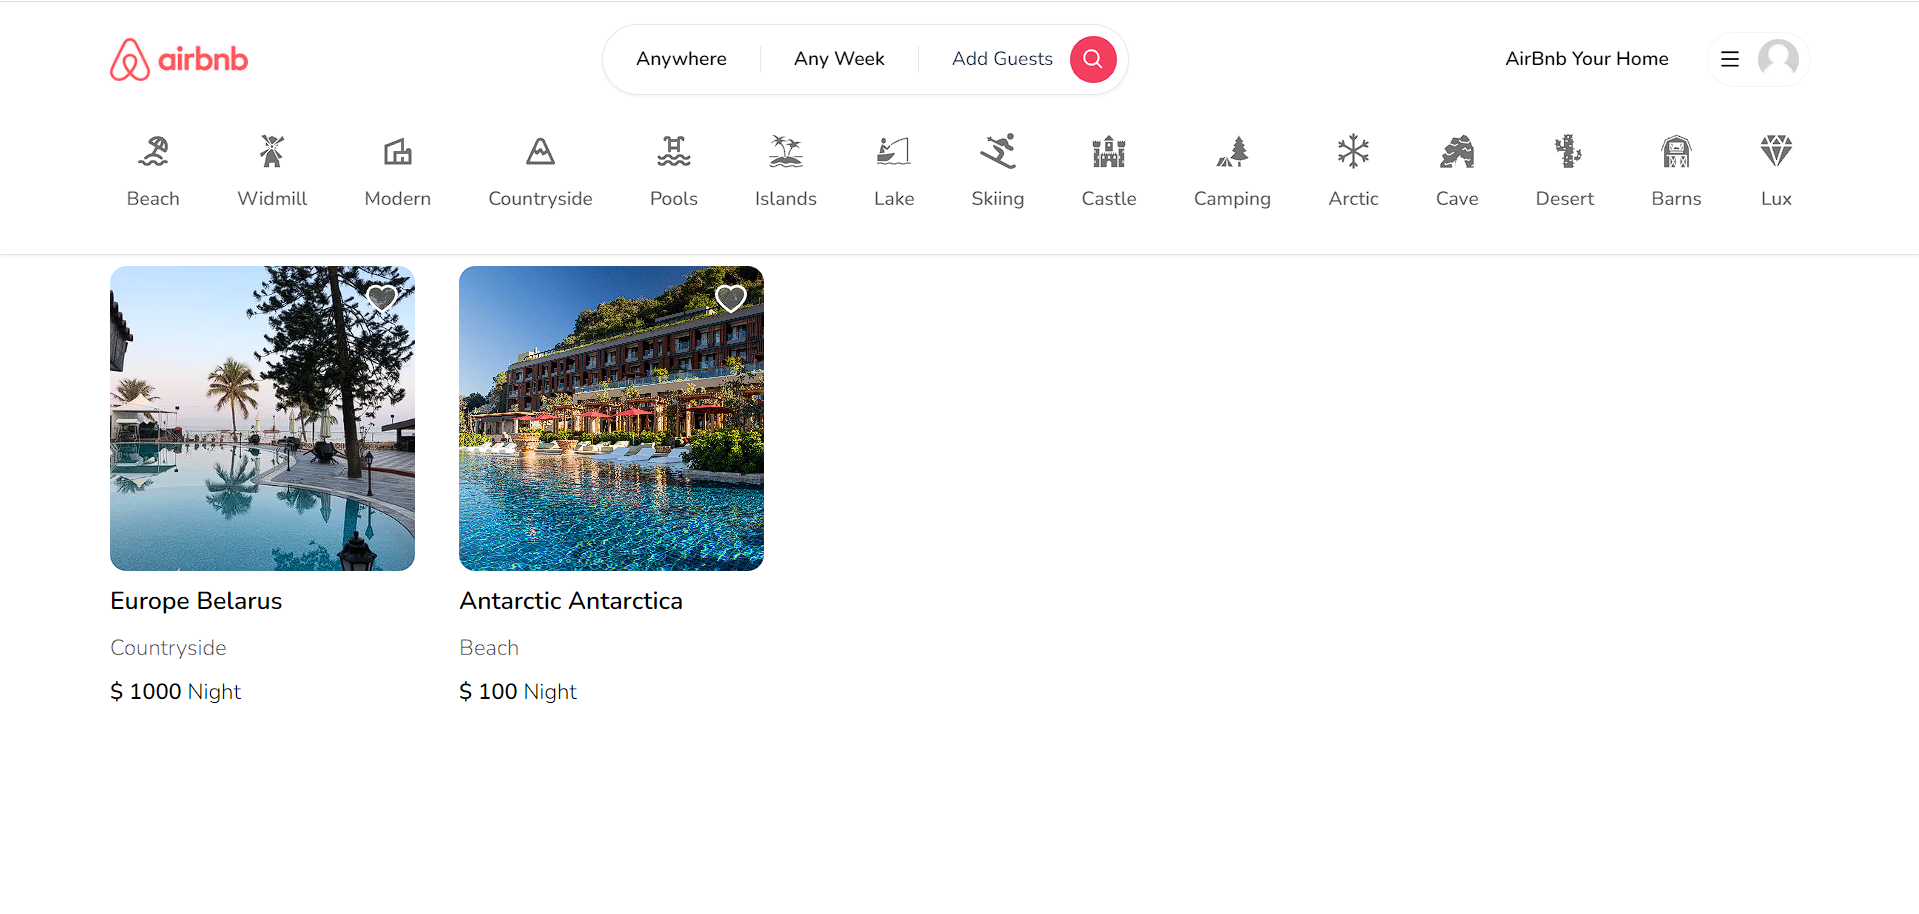 airbnb
Anywhere Any Week Add Guests
AirBnb Your Home
Beach Widmill Modern Countryside Pools Islands Lake Skiing Castle Camping Arctic Cave Desert Barns Lux
Europe Belarus
Countryside
$ 1000 Night
Antarctic Antarctica
Beach
$ 100 Night